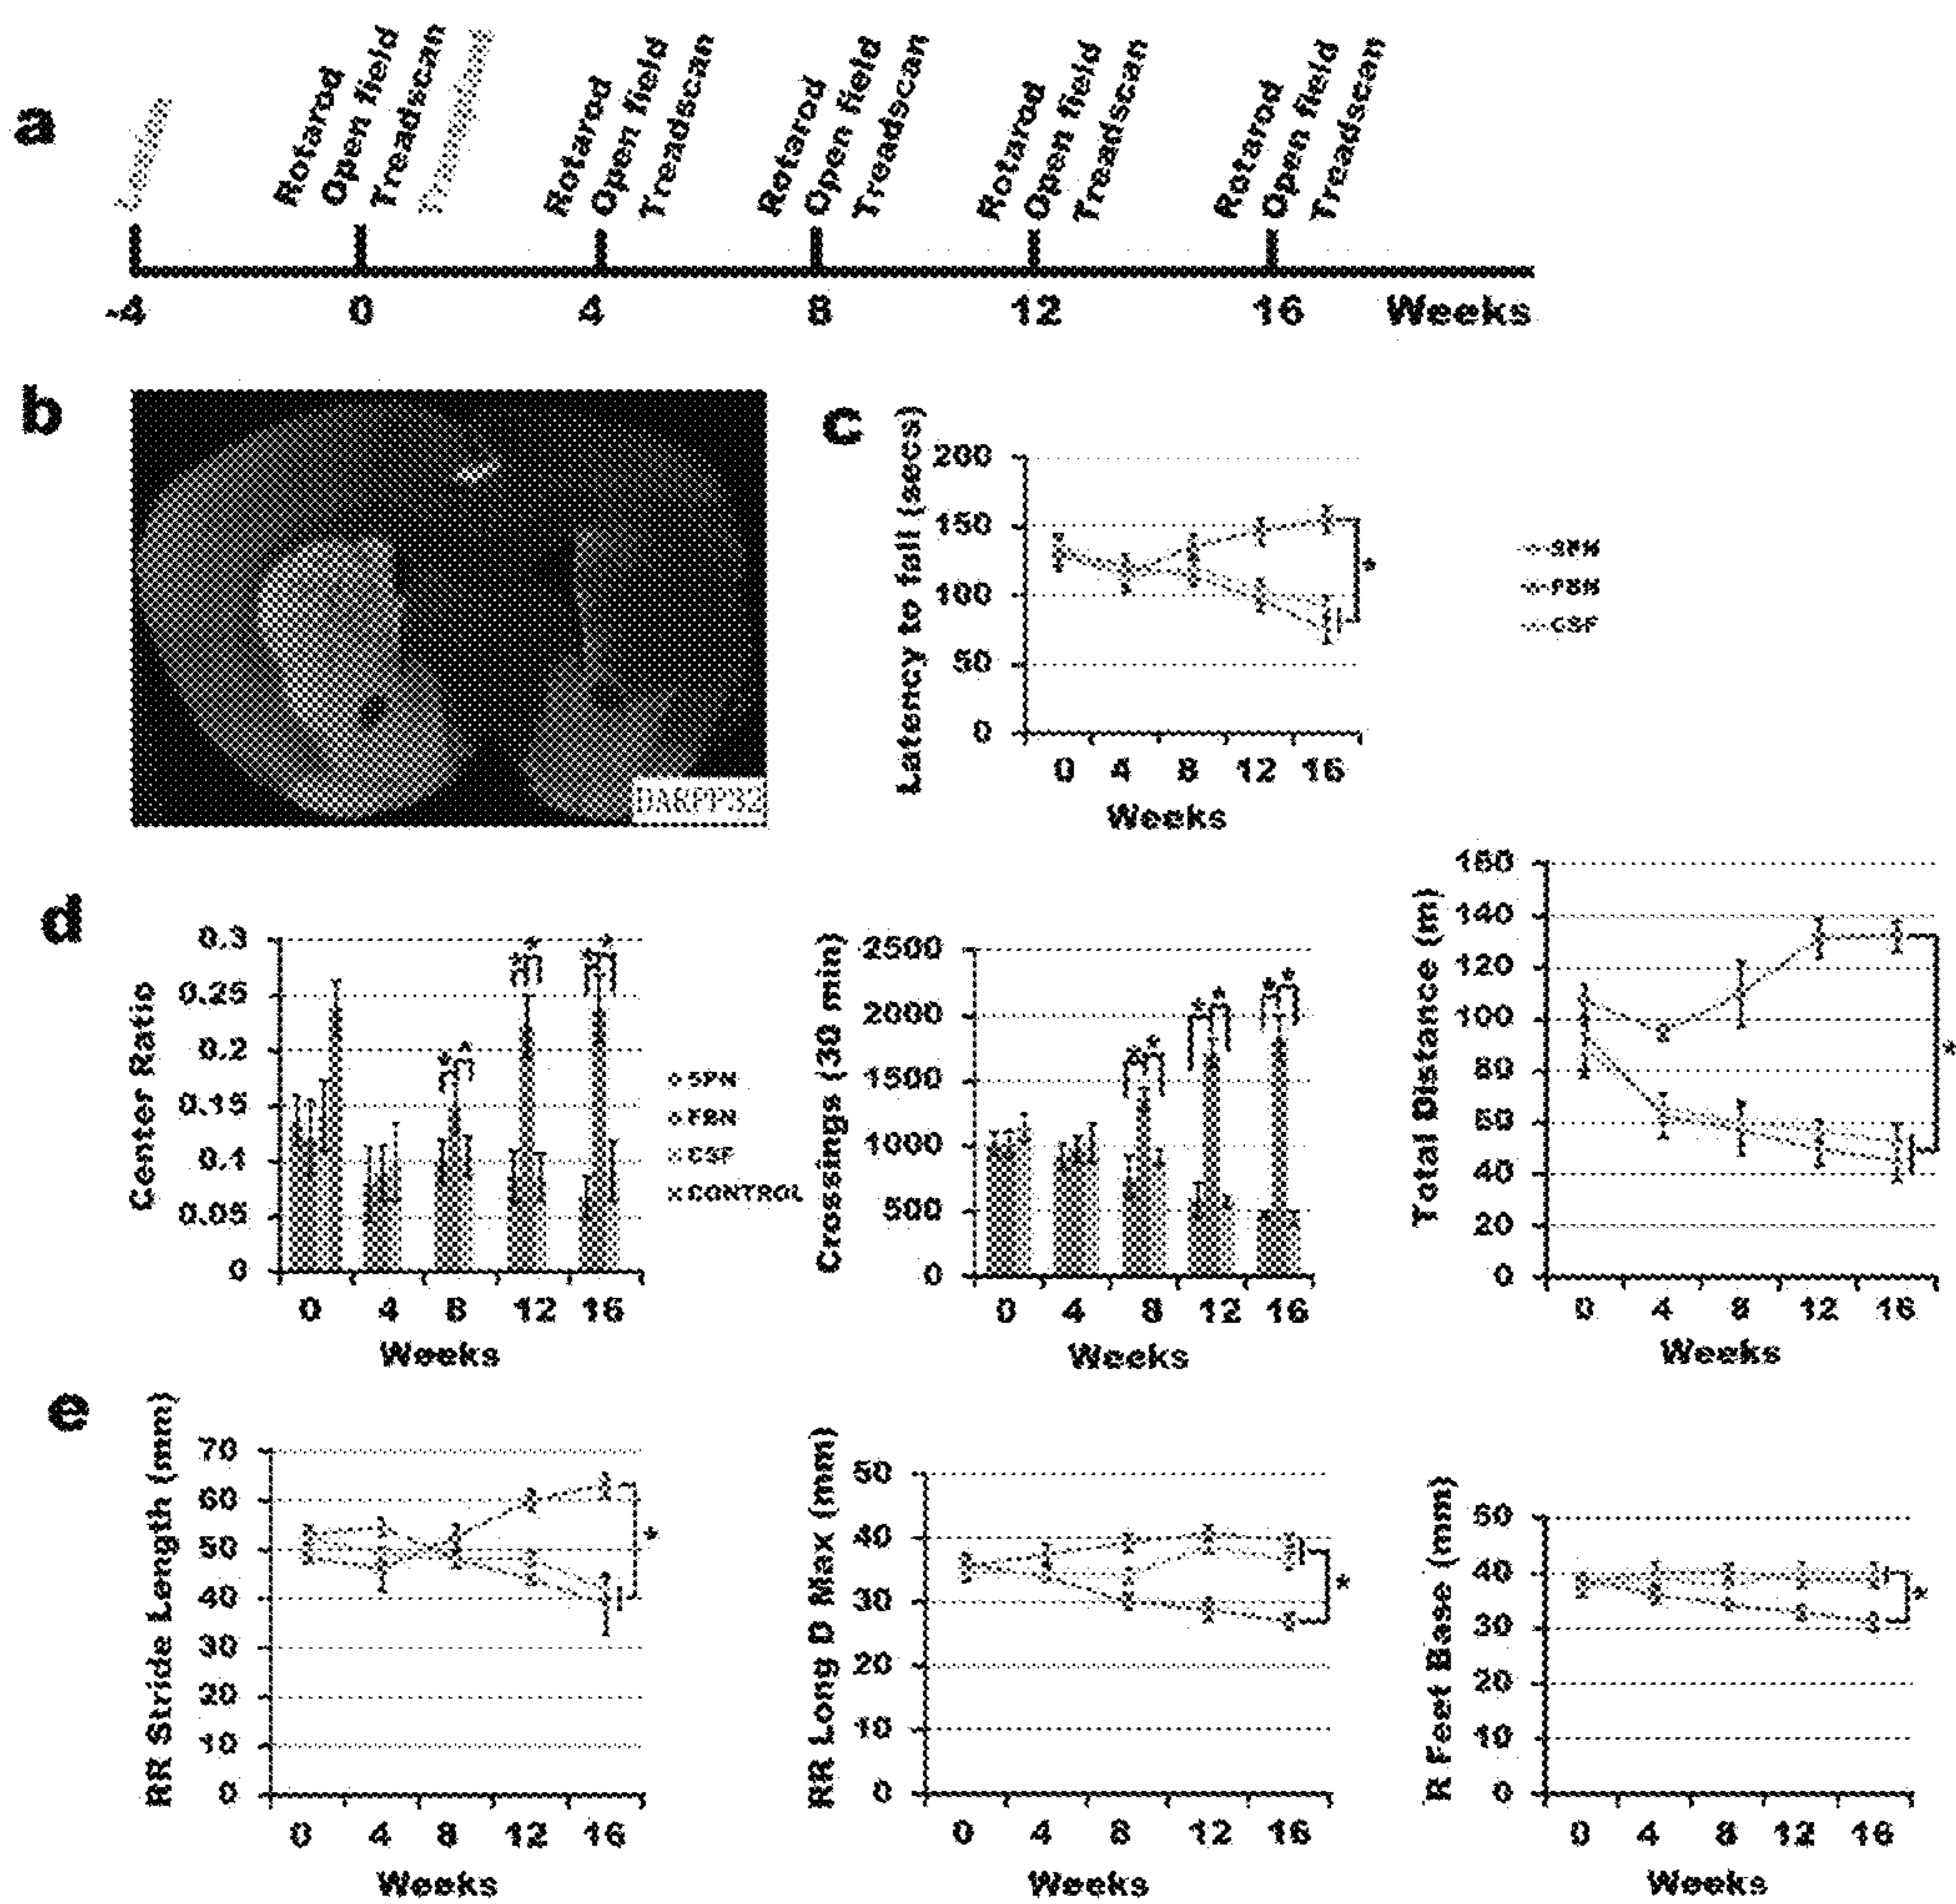 a
Rotarod
Open field
Treadscan
Rotarod
Open field
Treadscan
Rotarod
Open field
Treadscan
Rotarod
Open field
Treadscan
Rotarod
Open field
Treadscan
-4 0 4 8 12 16 Weeks
b
DARPP32
c
Latency to fall (secs)
200
150
100
50
0
0 4 8 12 16
Weeks
*
CSF
d
Center Ratio
0.3
0.25
0.2
0.15
0.1
0.05
0
0 4 8 12 16
Weeks
* *
* *
* *
SPN
CSF
CONTROL
Crossings (30 min)
2500
2000
1500
1000
500
0
0 4 8 12 16
Weeks
* *
* *
* *
Total Distance (m)
160
140
120
100
80
60
40
20
0
0 4 8 12 16
Weeks
*
e
RR Stride Length (mm)
70
60
50
40
30
20
10
0
0 4 8 12 16
Weeks
*
RR Long D Max (mm)
50
40
30
20
10
0
0 4 8 12 16
Weeks
*
R Feet Base (mm)
50
40
30
20
10
0
0 4 8 12 16
Weeks
*